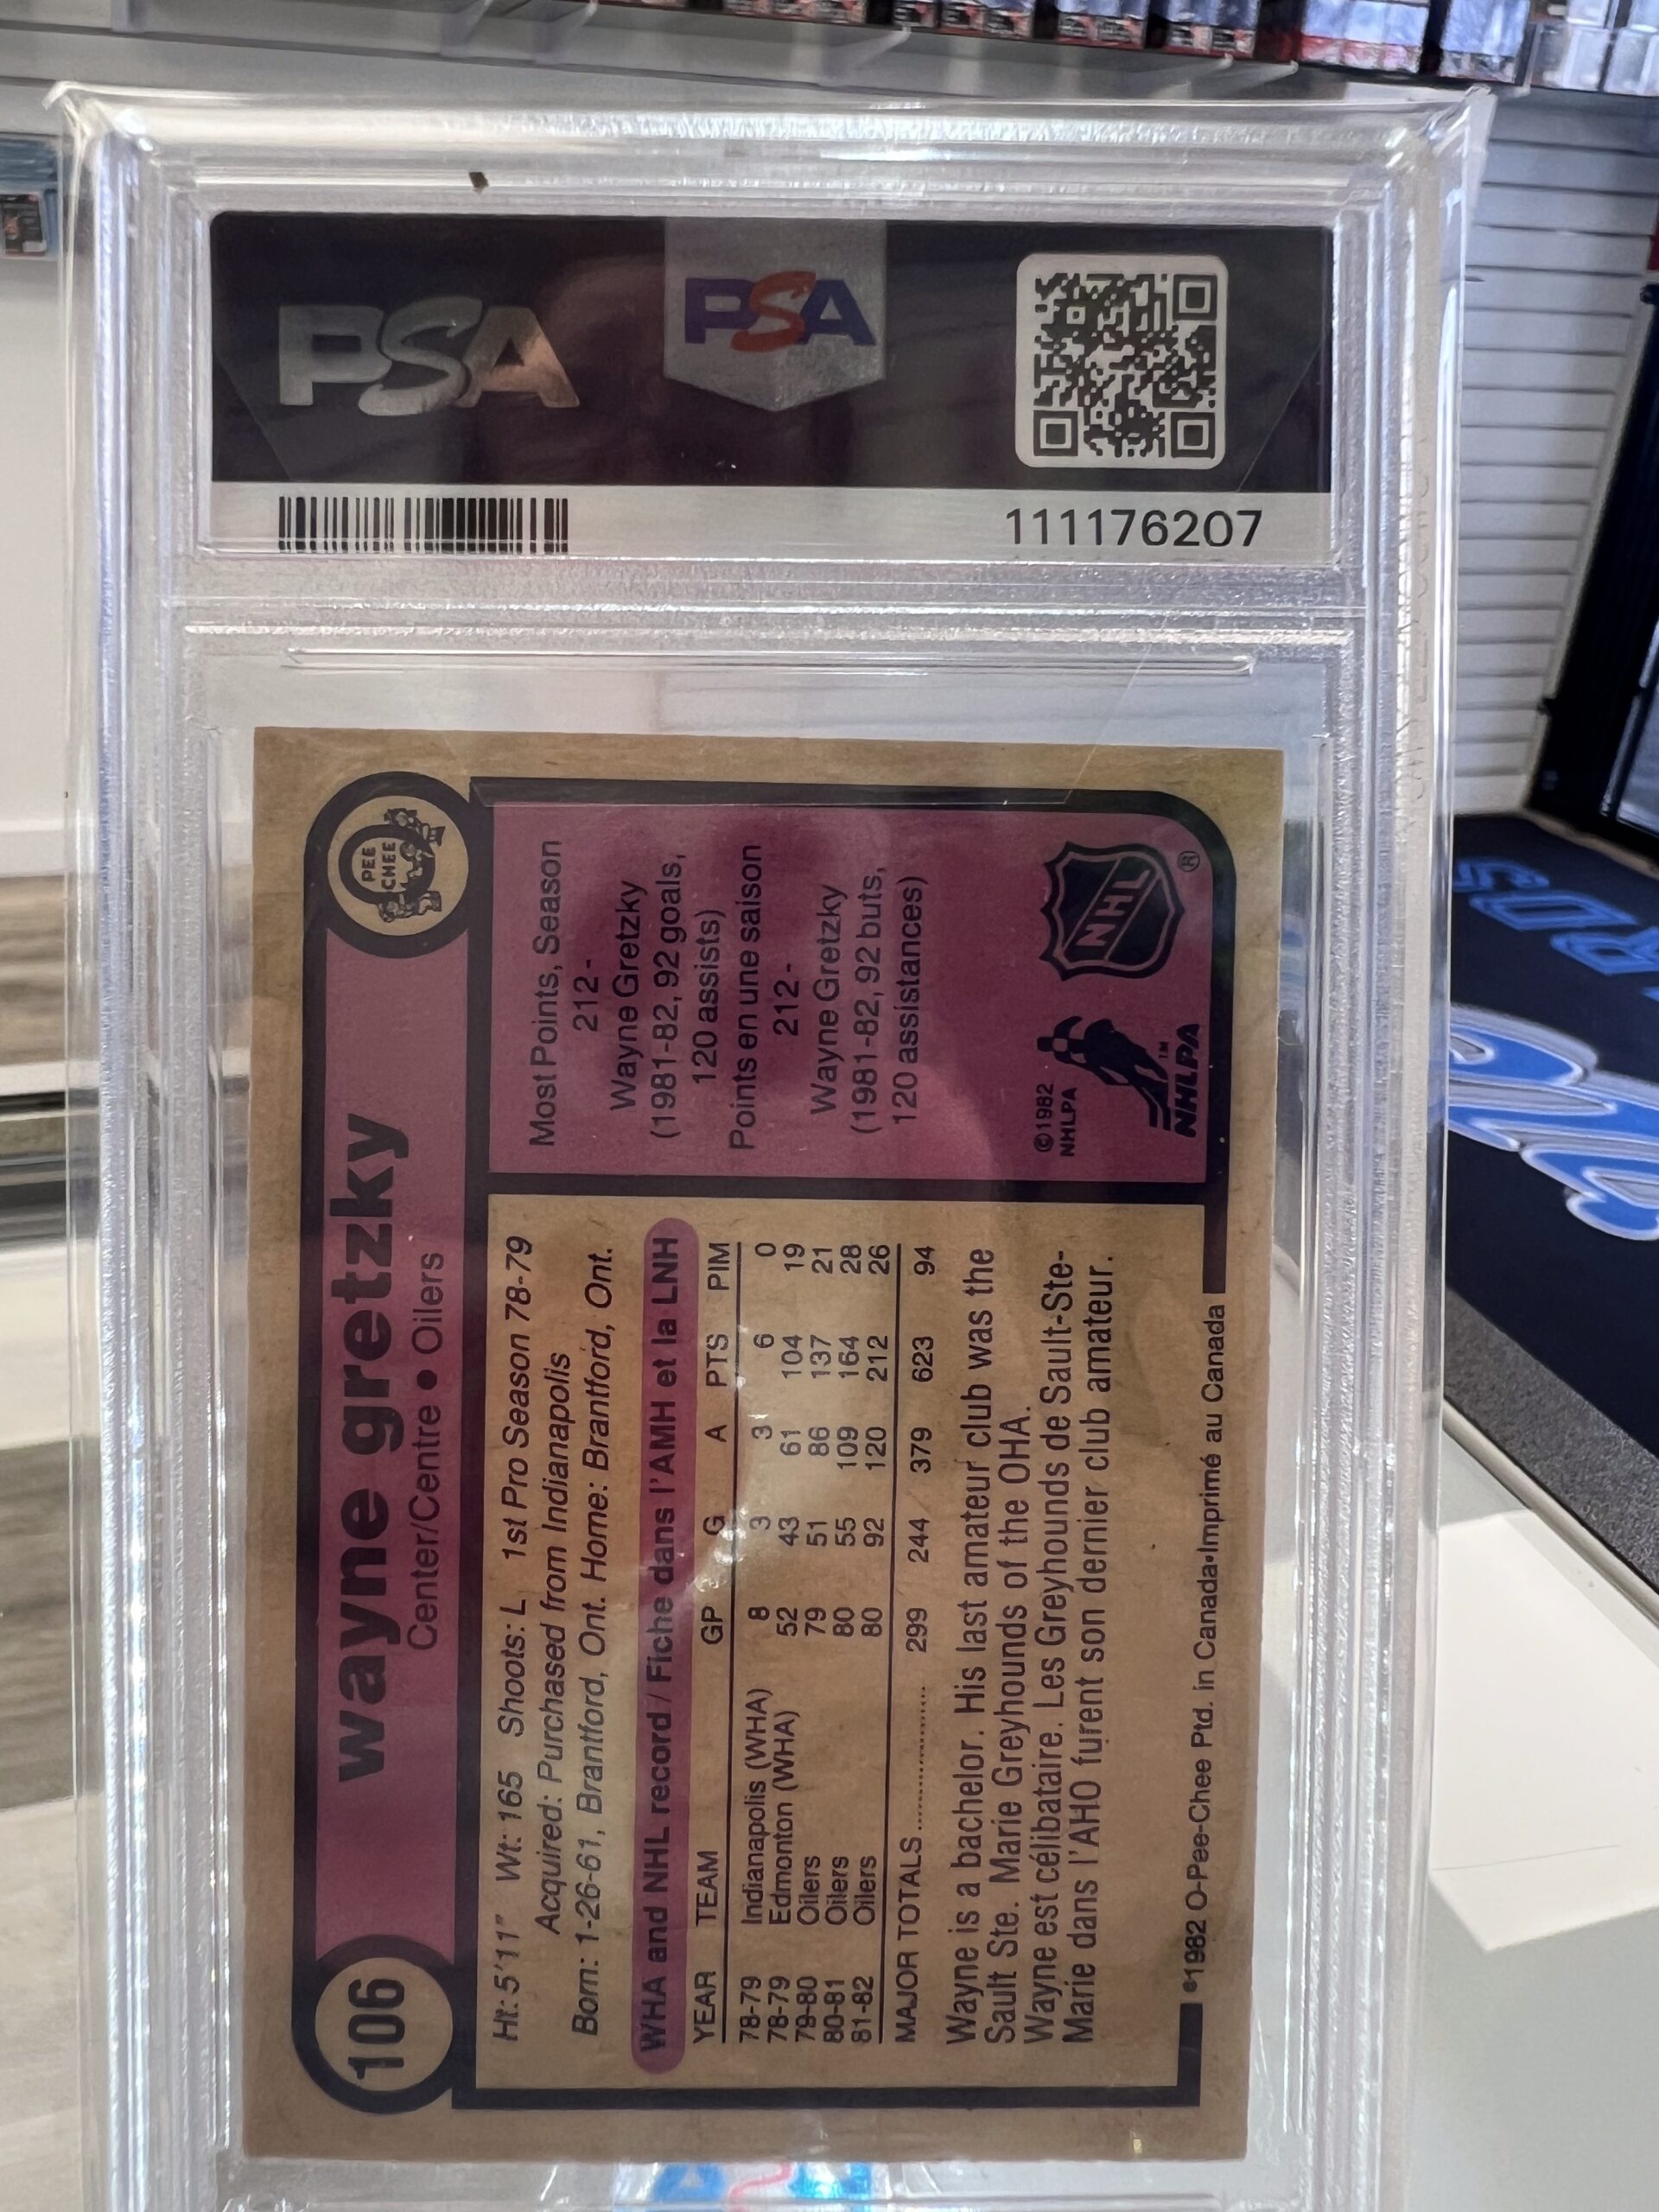 PSA
PSA
111176207
106
wayne gretzky
Center/Centre • Oilers
O PEE CHEE
Ht: 5'11" Wt: 165 Shoots: L 1st Pro Season 78-79
Acquired: Purchased from Indianapolis
Born: 1-26-61, Brantford, Ont. Home: Brantford, Ont.
WHA and NHL record / Fiche dans l'AMH et la LNH
YEAR TEAM GP G A PTS PIM
78-79 Indianapolis (WHA) 8 3 3 6 0
78-79 Edmonton (WHA) 52 43 61 104 19
79-80 Oilers 79 51 86 137 21
80-81 Oilers 80 55 109 164 28
81-82 Oilers 80 92 120 212 26
MAJOR TOTALS 299 244 379 623 94
Wayne is a bachelor. His last amateur club was the
Sault Ste. Marie Greyhounds of the OHA.
Wayne est célibataire. Les Greyhounds de Sault-Ste-
Marie dans l'AHO furent son dernier club amateur.
©1982 O-Pee-Chee Ptd. in Canada•Imprimé au Canada
Most Points, Season
212 -
Wayne Gretzky
(1981-82, 92 goals,
120 assists)
Points en une saison
212 -
Wayne Gretzky
(1981-82, 92 buts,
120 assistances)
©1982
NHLPA
NHLPA™
NHL®